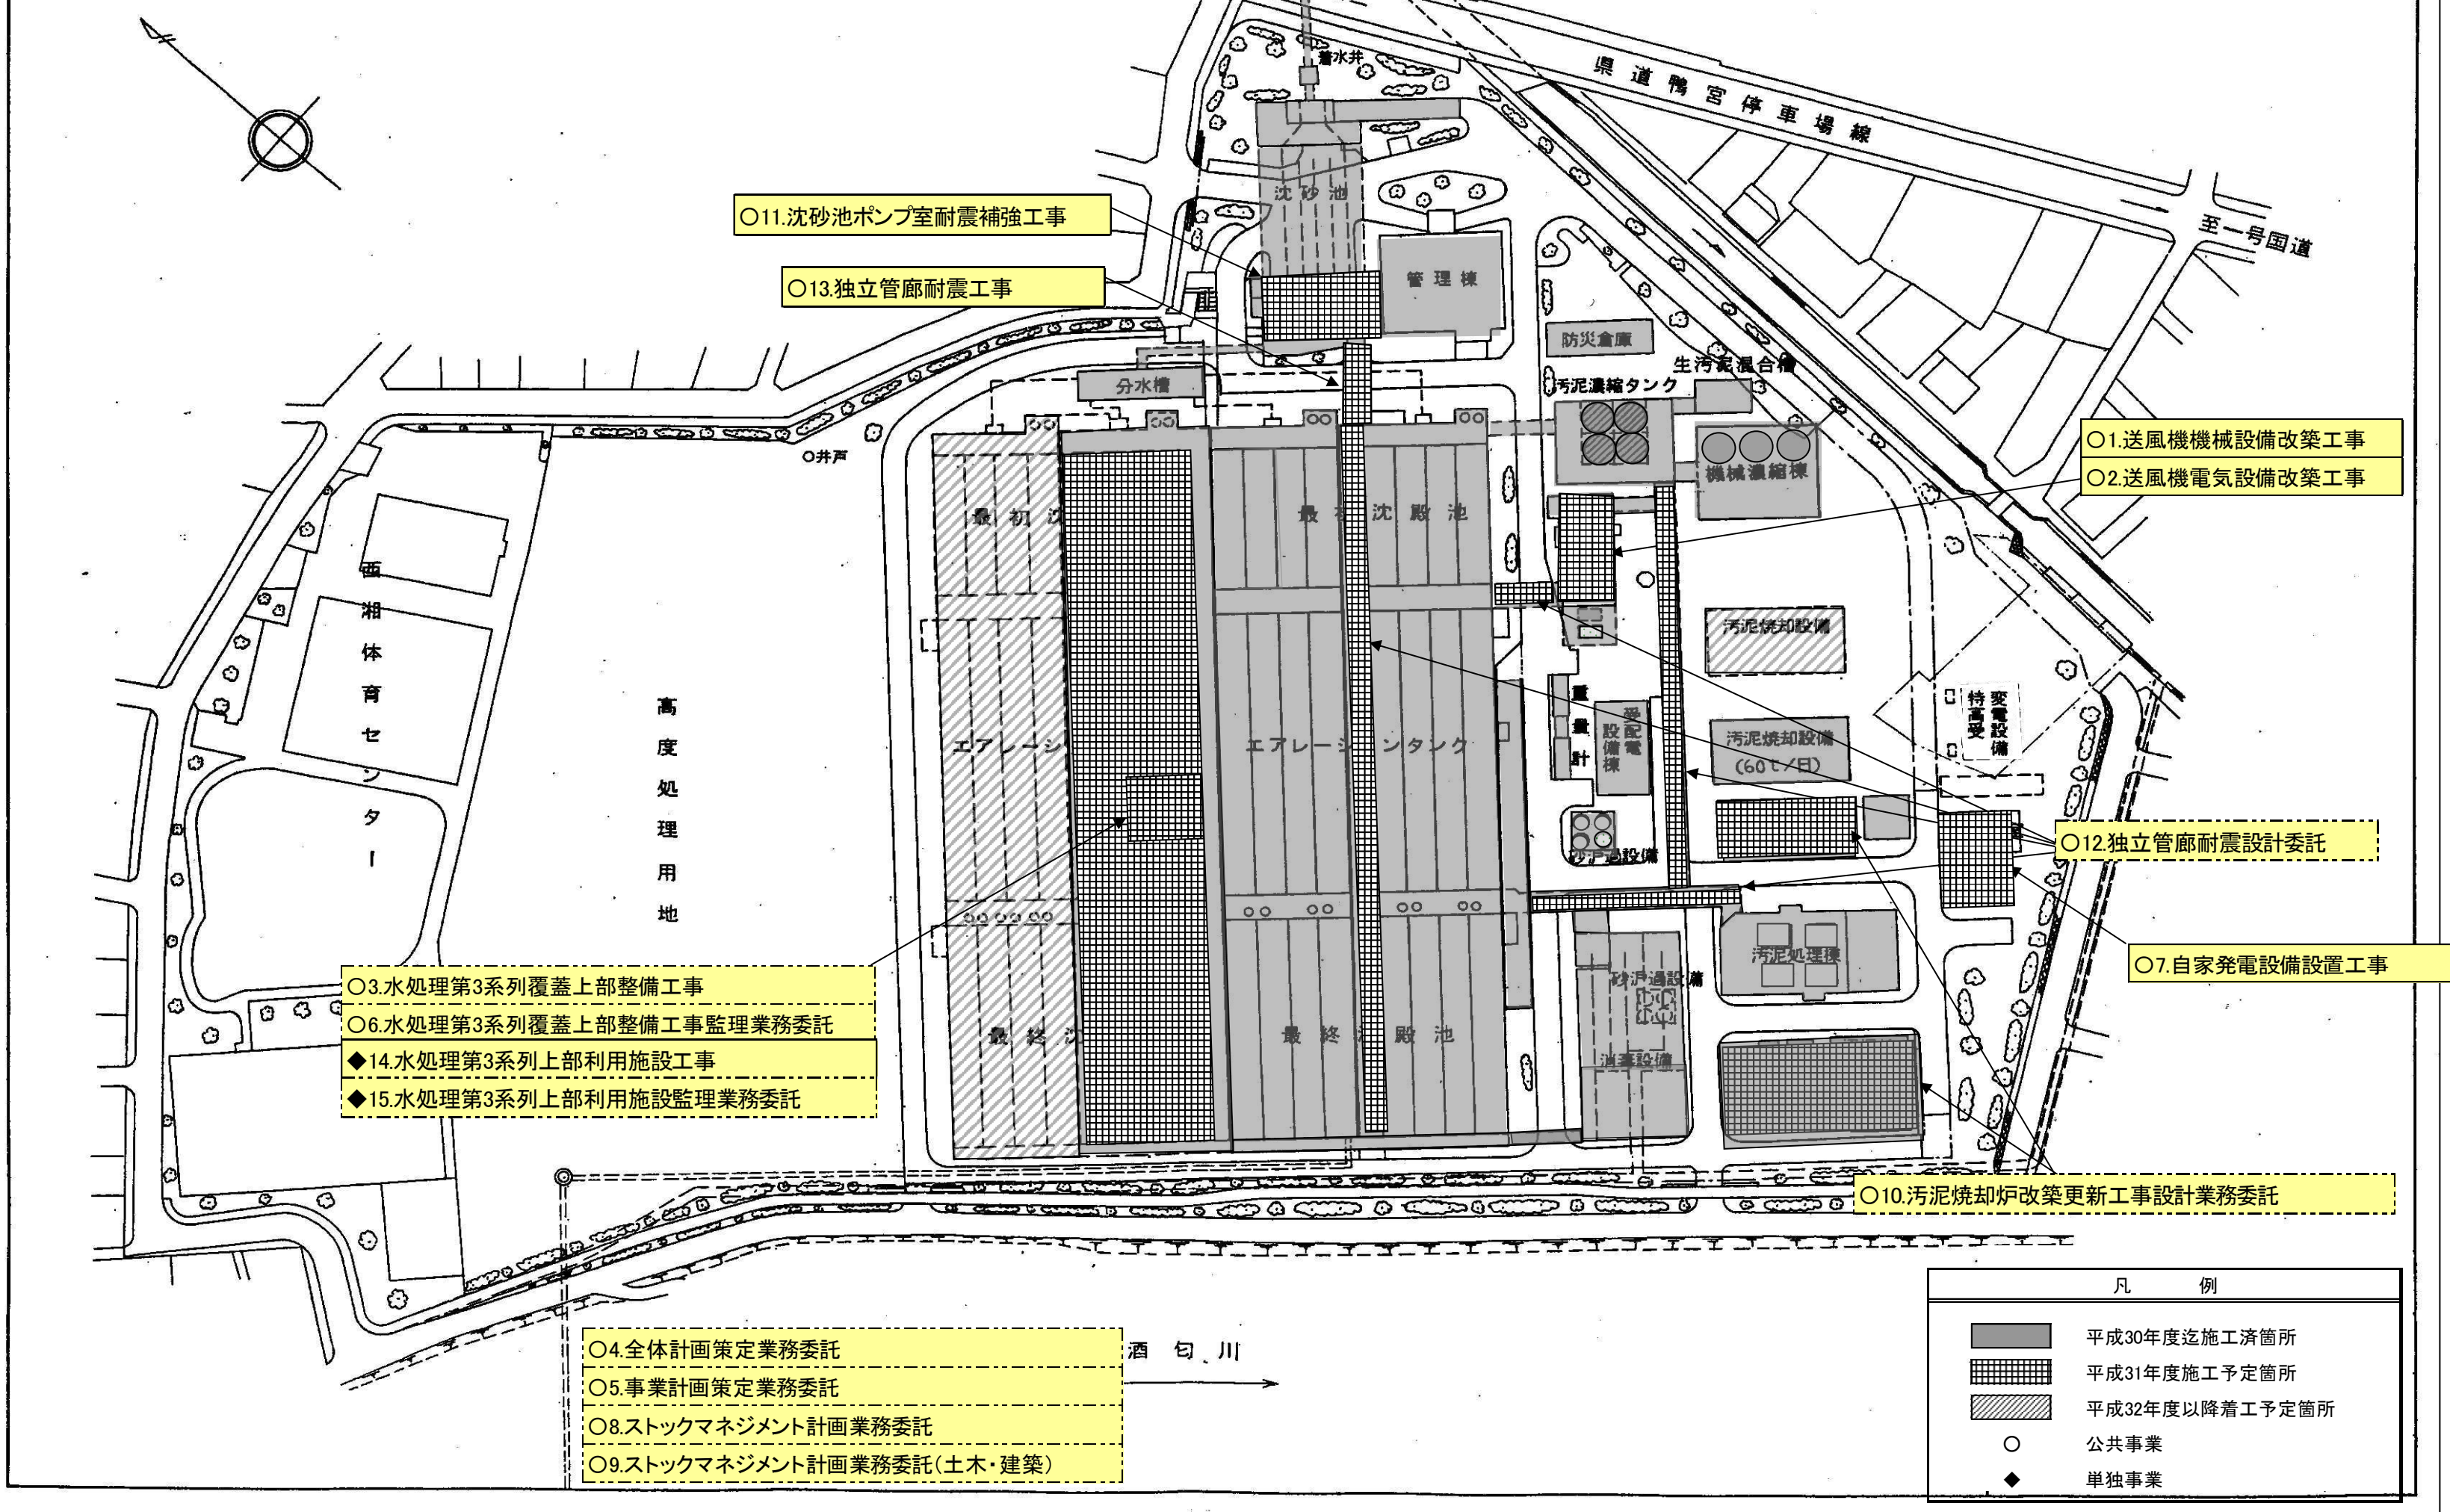 着水井
県道鴨宮停車場線
至一号国道
沈砂池
○11.沈砂池ポンプ室耐震補強工事
○13.独立管廊耐震工事
管理棟
防災倉庫
生汚泥混合槽
汚泥濃縮タンク
分水槽
○井戸
機械濃縮棟
○1.送風機機械設備改築工事
○2.送風機電気設備改築工事
最初沈
最初沈殿池
西湘体育センター
高度処理用地
汚泥焼却設備
重量計
受配電設備棟
特高受変電設備
汚泥焼却設備
(60t/日)
エアレーシ
エアレーションタンク
砂沪過設備
○12.独立管廊耐震設計委託
汚泥処理棟
○7.自家発電設備設置工事
砂沪過設備
○3.水処理第3系列覆蓋上部整備工事
○6.水処理第3系列覆蓋上部整備工事監理業務委託
◆14.水処理第3系列上部利用施設工事
◆15.水処理第3系列上部利用施設監理業務委託
最終沈
最終沈殿池
消毒設備
○10.汚泥焼却炉改築更新工事設計業務委託
○4.全体計画策定業務委託
○5.事業計画策定業務委託
○8.ストックマネジメント計画業務委託
○9.ストックマネジメント計画業務委託(土木・建築)
酒匂川
凡例
平成30年度迄施工済箇所
平成31年度施工予定箇所
平成32年度以降着工予定箇所
○ 公共事業
◆ 単独事業